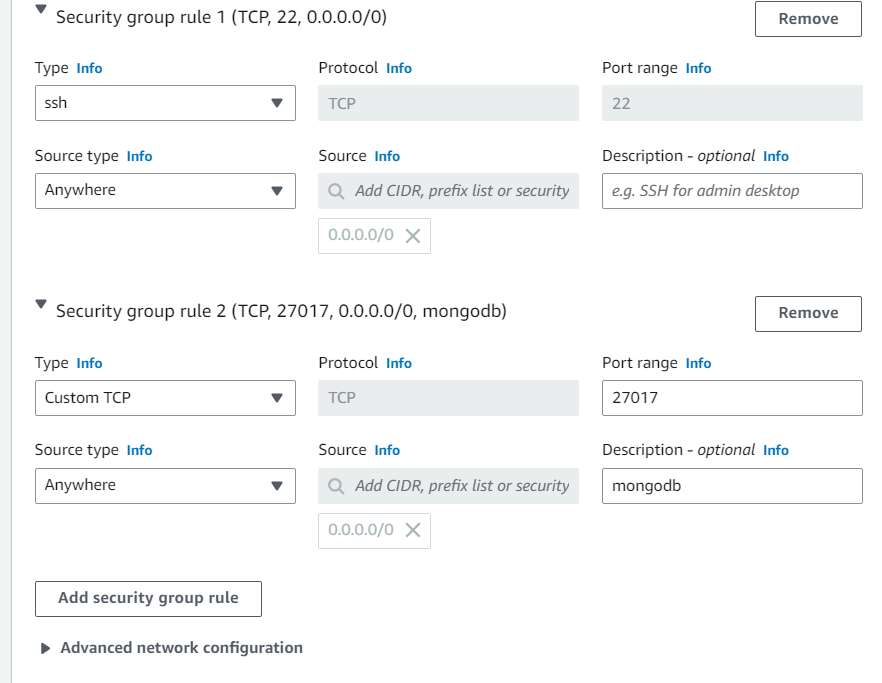 Security group rule 1 (TCP, 22, 0.0.0.0/0)
Remove
Type Info
Protocol Info
Port range Info
ssh
TCP
22
Source type Info
Source Info
Description - optional Info
Anywhere
Add CIDR, prefix list or security
e.g. SSH for admin desktop
0.0.0.0/0
Security group rule 2 (TCP, 27017, 0.0.0.0/0, mongodb)
Remove
Type Info
Protocol Info
Port range Info
Custom TCP
TCP
27017
Source type Info
Source Info
Description - optional Info
Anywhere
Add CIDR, prefix list or security
mongodb
0.0.0.0/0
Add security group rule
Advanced network configuration